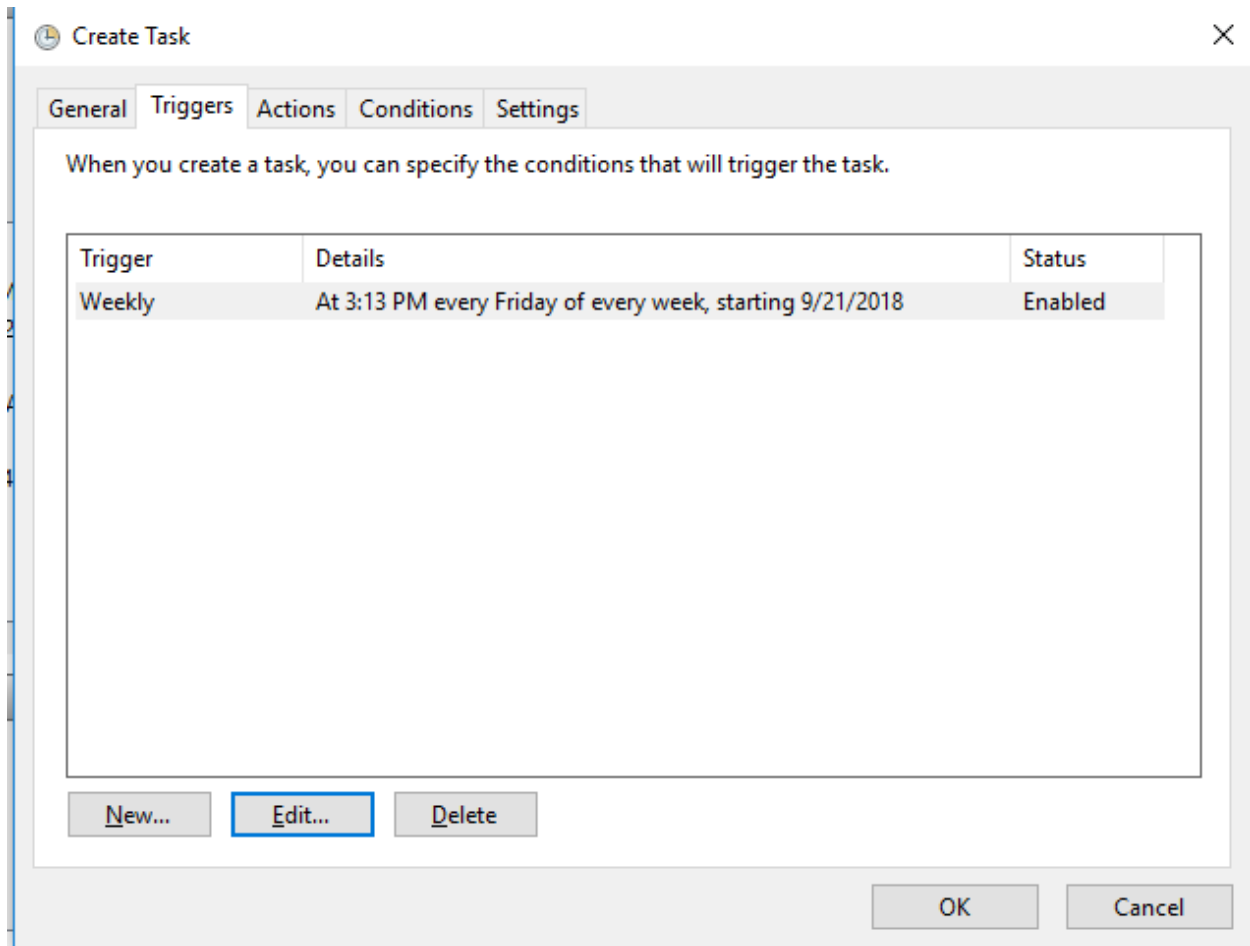 Create Task
General Triggers Actions Conditions Settings
When you create a task, you can specify the conditions that will trigger the task.
Trigger Details Status
Weekly At 3:13 PM every Friday of every week, starting 9/21/2018 Enabled
New... Edit... Delete
OK Cancel